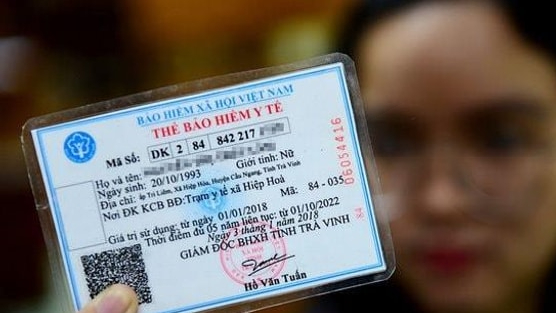 BẢO HIỂM XÃ HỘI VIỆT NAM
THẺ BẢO HIỂM Y TẾ
Mã Số: DK 2 84 842 217
Họ và tên:
Ngày sinh: 20/10/1993 Giới tính: Nữ
Địa chỉ: ấp Tri Liêm, Xã Hiệp Hòa, Huyện Cầu Ngang, Tỉnh Trà Vinh
Nơi ĐK KCB BĐ: Trạm y tế xã Hiệp Hoà Mã: 84 - 035
Giá trị sử dụng: từ ngày 01/01/2018
Thời điểm đủ 05 năm liên tục: từ 01/10/2022
Ngày 3 tháng 1 năm 2018
GIÁM ĐỐC BHXH TỈNH TRÀ VINH
Hồ Văn Tuấn
06054416
84